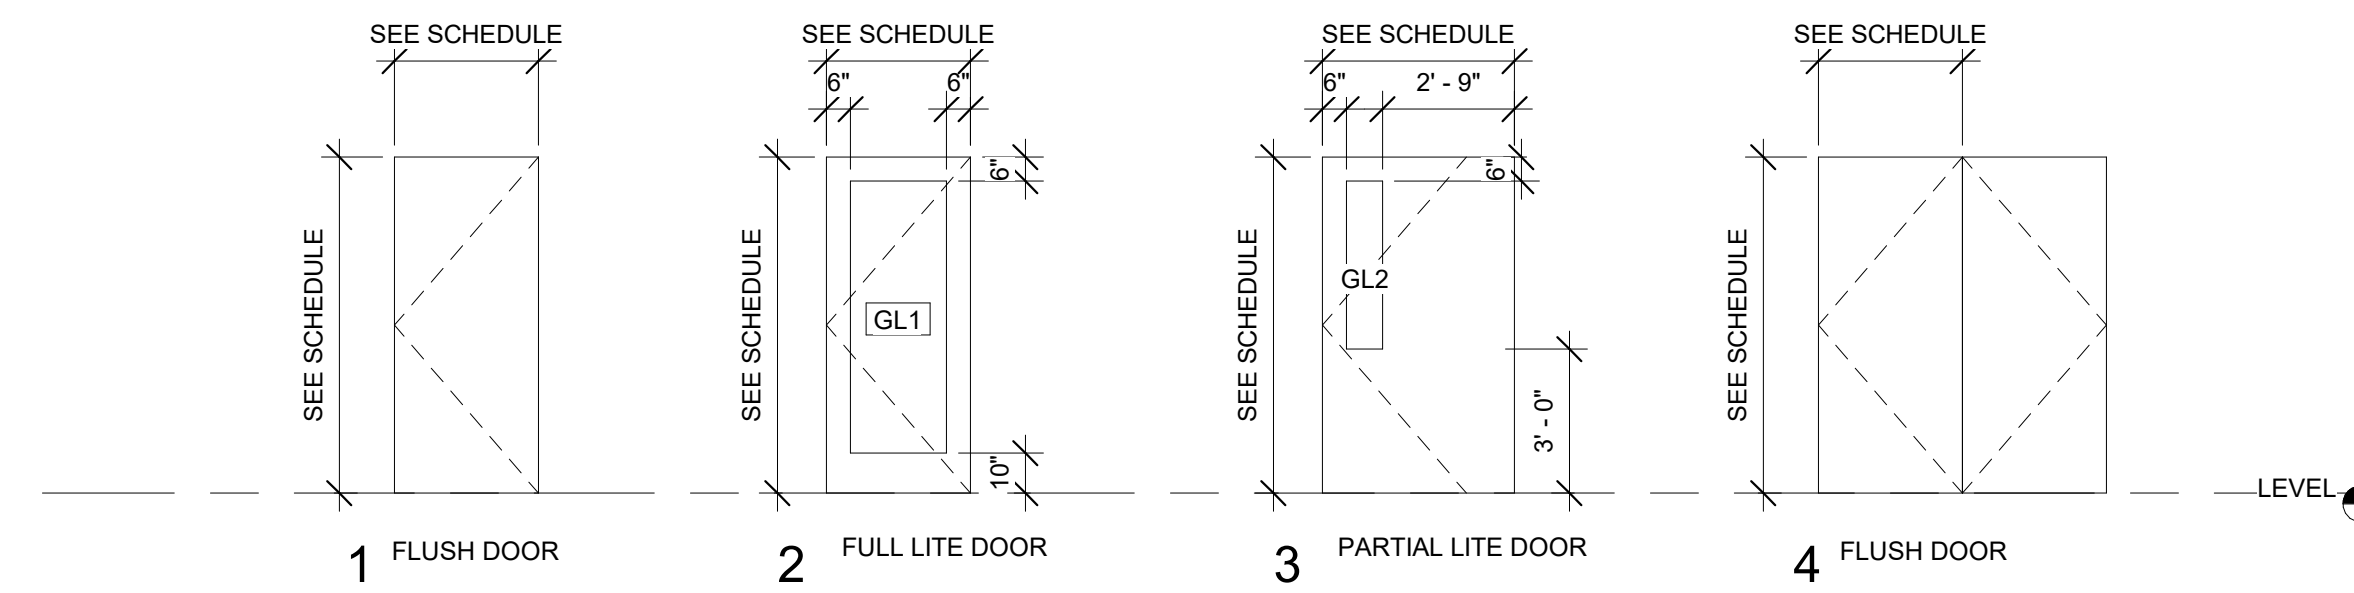 SEE SCHEDULE
SEE SCHEDULE
SEE SCHEDULE
SEE SCHEDULE
6"
6"
6"
2' - 9"
6"
6"
SEE SCHEDULE
SEE SCHEDULE
SEE SCHEDULE
SEE SCHEDULE
GL1
GL2
10"
3' - 0"
LEVEL
1 FLUSH DOOR
2 FULL LITE DOOR
3 PARTIAL LITE DOOR
4 FLUSH DOOR